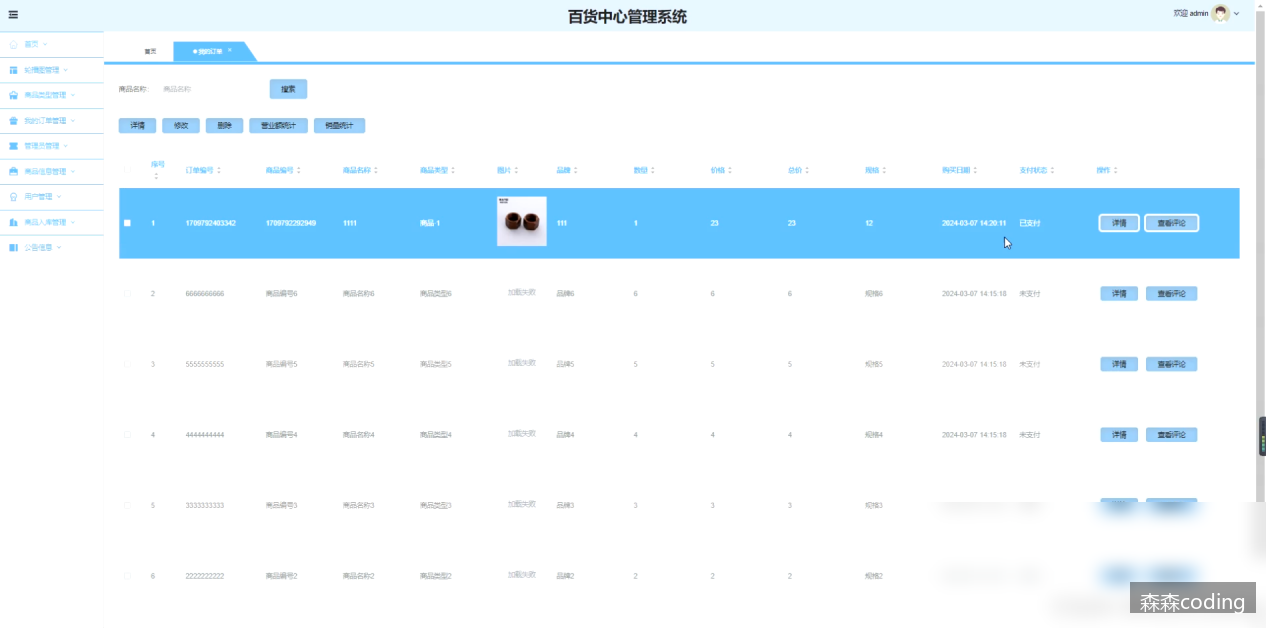 百货中心管理系统
欢迎 admin
首页
轮播图管理
商品类型管理
我的订单管理
管理员管理
商品信息管理
用户管理
商品入库管理
公告信息
首页 我的订单 ×
商品名称: 商品名称 搜索
详情 修改 删除 营业额统计 销量统计
序号 订单编号 商品编号 商品名称 商品类型 图片 品牌 数量 价格 总价 规格 购买日期 支付状态 操作
1 1709792403342 1709792292949 1111 商品-1 111 1 23 23 12 2024-03-07 14:20:11 已支付 详情 查看评论
2 6666666666 商品编号6 商品名称6 商品类型6 加载失败 品牌6 6 6 6 规格6 2024-03-07 14:15:18 未支付 详情 查看评论
3 5555555555 商品编号5 商品名称5 商品类型5 加载失败 品牌5 5 5 5 规格5 2024-03-07 14:15:18 未支付 详情 查看评论
4 4444444444 商品编号4 商品名称4 商品类型4 加载失败 品牌4 4 4 4 规格4 2024-03-07 14:15:18 未支付 详情 查看评论
5 3333333333 商品编号3 商品名称3 商品类型3 加载失败 品牌3 3 3 3 规格3
6 2222222222 商品编号2 商品名称2 商品类型2 加载失败 品牌2 2 2 2 规格2
森森coding